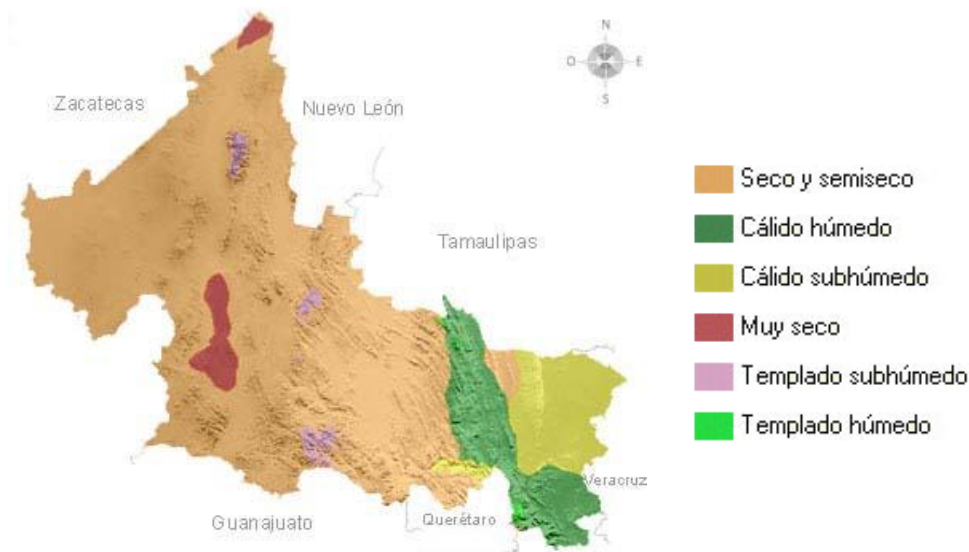 N
O
E
S
Zacatecas
Nuevo León
Tamaulipas
Seco y semiseco
Cálido húmedo
Cálido subhúmedo
Muy seco
Templado subhúmedo
Templado húmedo
Veracruz
Guanajuato
Querétaro